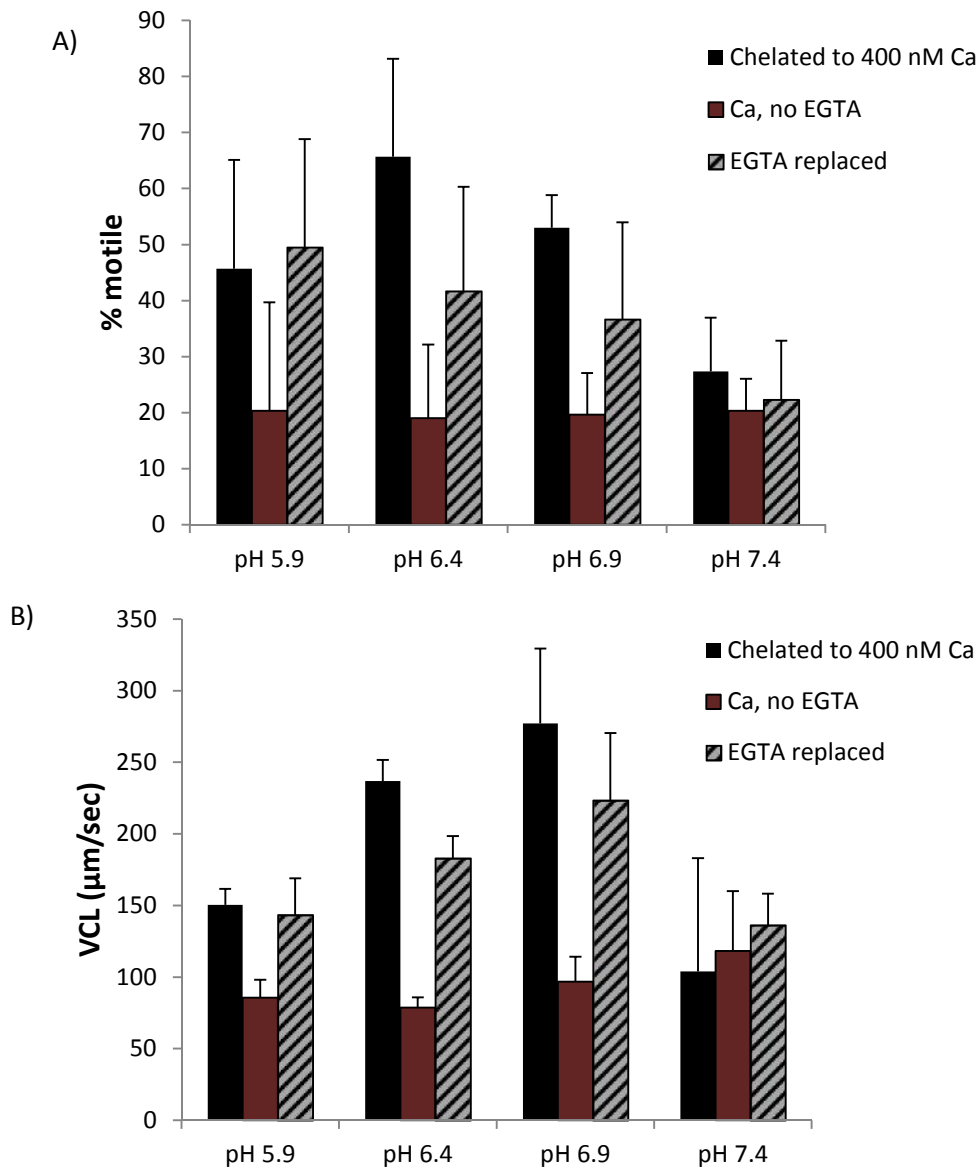 A)
90
80
70
60
50
40
30
20
10
0
% motile
Chelated to 400 nM Ca
Ca, no EGTA
EGTA replaced
pH 5.9 pH 6.4 pH 6.9 pH 7.4
B)
350
300
250
200
150
100
50
0
VCL (µm/sec)
Chelated to 400 nM Ca
Ca, no EGTA
EGTA replaced
pH 5.9 pH 6.4 pH 6.9 pH 7.4